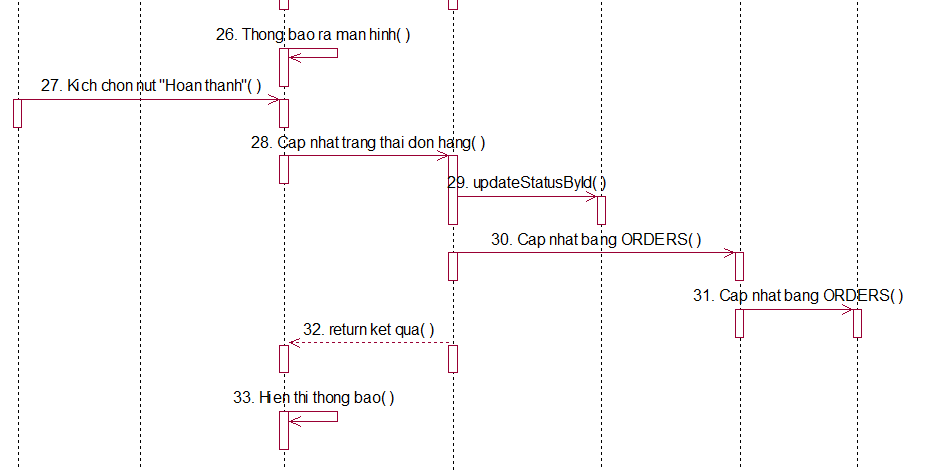 26. Thong bao ra man hinh( )
27. Kich chon nut "Hoan thanh"( )
28. Cap nhat trang thai don hang( )
29. updateStatusById( )
30. Cap nhat bang ORDERS( )
31. Cap nhat bang ORDERS( )
32. return ket qua( )
33. Hien thi thong bao( )